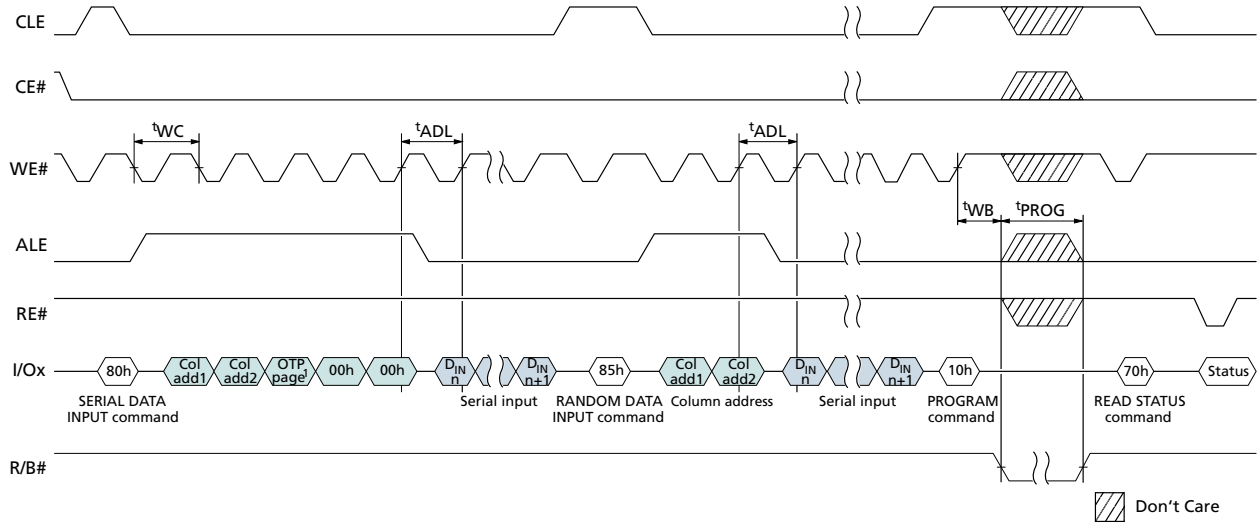 CLE
CE#
tWC
tADL
tADL
WE#
tWB
tPROG
ALE
RE#
I/Ox
80h
Col add1
Col add2
OTP page1
00h
00h
DIN n
DIN n+1
85h
Col add1
Col add2
DIN n
DIN n+1
10h
70h
Status
SERIAL DATA
INPUT command
Serial input
RANDOM DATA
INPUT command
Column address
Serial input
PROGRAM
command
READ STATUS
command
R/B#
Don't Care